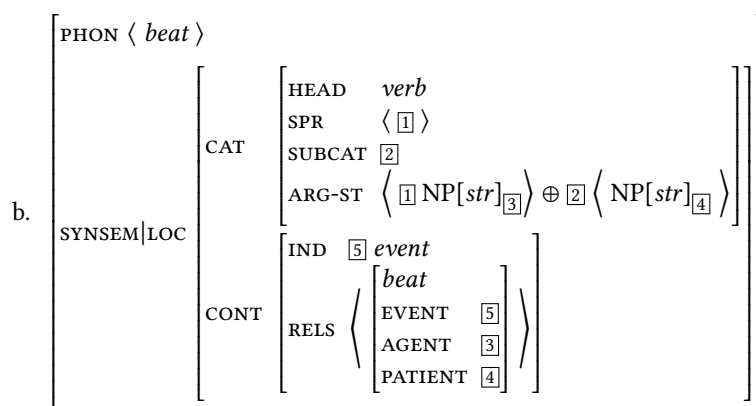 PHON ⟨ beat ⟩
HEAD verb
SPR ⟨ 1 ⟩
CAT
SUBCAT 2
ARG-ST ⟨ 1 NP[str]3 ⟩ ⊕ 2 ⟨ NP[str]4 ⟩
b.
SYNSEM|LOC
IND 5 event
beat
EVENT 5
CONT
RELS ⟨ ⟩
AGENT 3
PATIENT 4